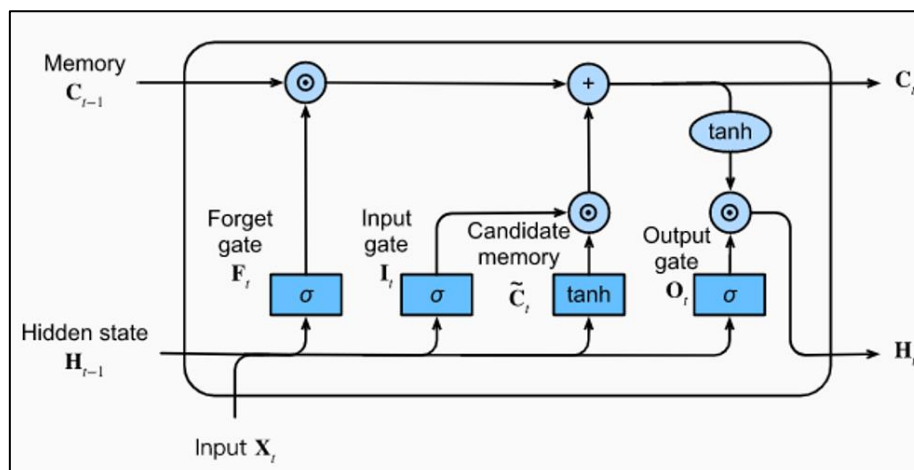 Memory
C_{t-1}
⊙
+
C_t
tanh
Forget
gate
F_t
Input
gate
I_t
Candidate
memory
C̃_t
⊙
Output
gate
O_t
⊙
σ
σ
tanh
σ
Hidden state
H_{t-1}
H_t
Input X_t